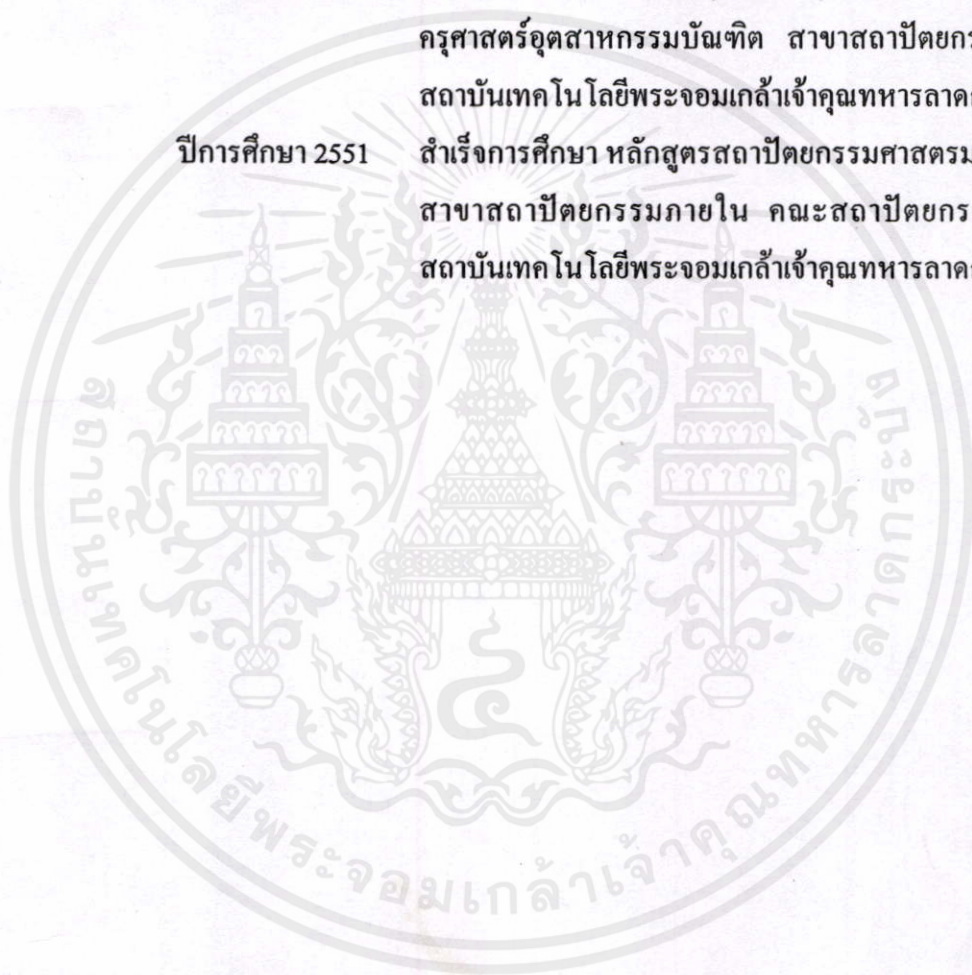 ครุศาสตร์อุตสาหกรรมบัณฑิต สาขาสถาปัตยกร
สถาบันเทคโนโลยีพระจอมเกล้าเจ้าคุณทหารลาด
ปีการศึกษา 2551 สำเร็จการศึกษา หลักสูตรสถาปัตยกรรมศาสตรม
สาขาสถาปัตยกรรมภายใน คณะสถาปัตยกร
สถาบันเทคโนโลยีพระจอมเกล้าเจ้าคุณทหารลาด
สถาบันเทคโนโลยีพระจอมเกล้าเจ้าคุณทหารลาดกระบัง
๔